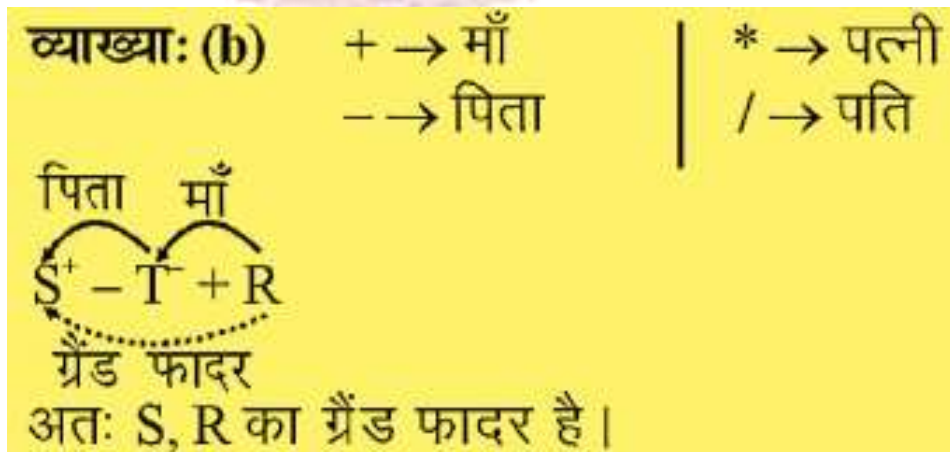 व्याख्या: (b) + → माँ * → पत्नी
– → पिता / → पति
पिता माँ
S⁺ – T⁻ + R
ग्रैंड फादर
अतः S, R का ग्रैंड फादर है।